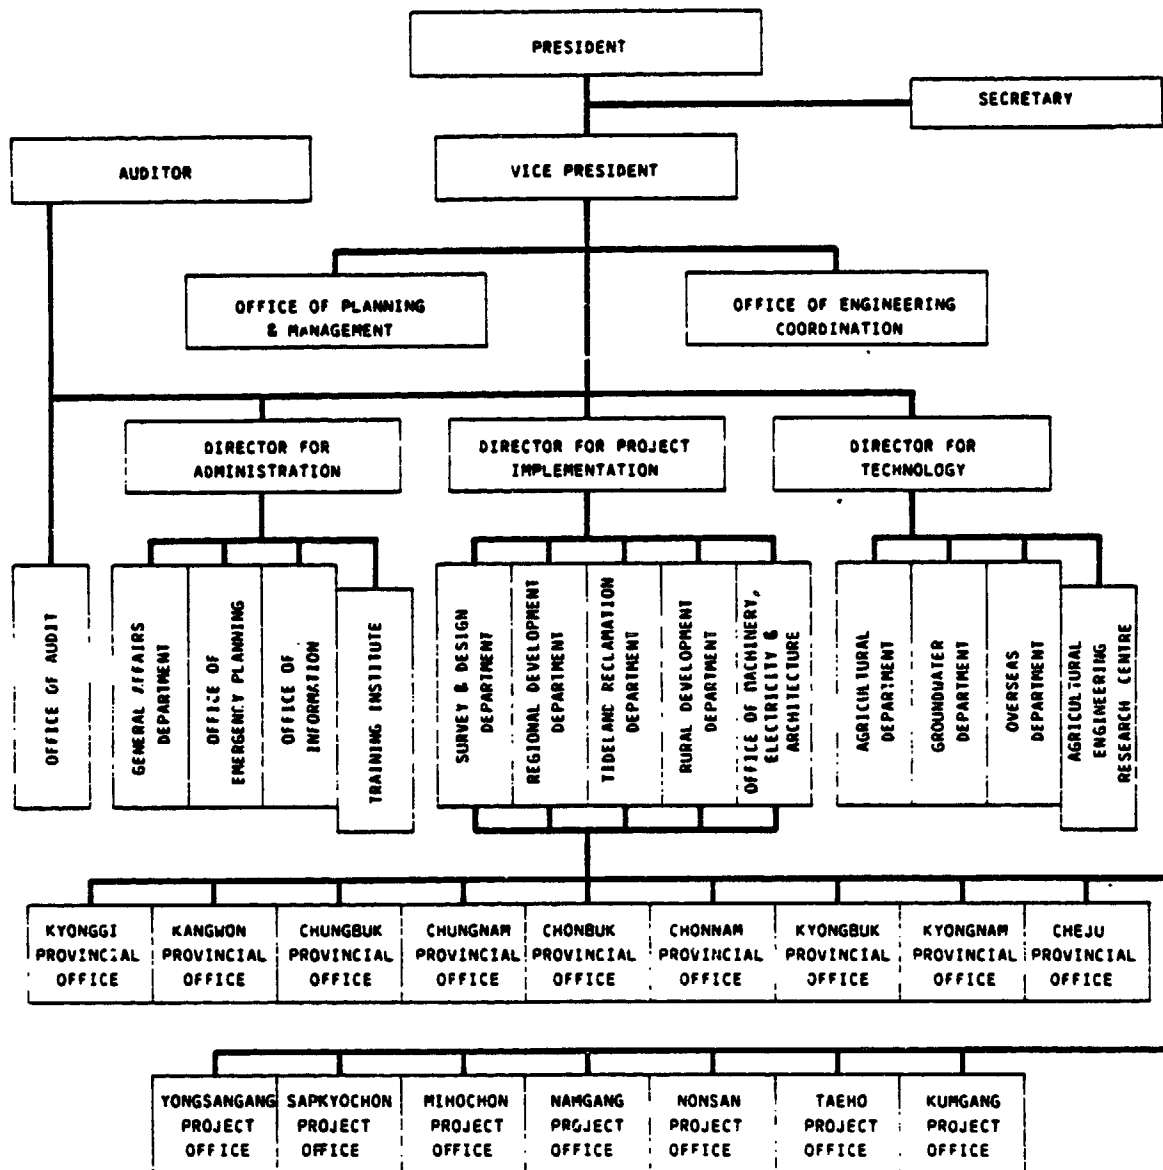 PRESIDENT
SECRETARY
AUDITOR
VICE PRESIDENT
OFFICE OF PLANNING
& MANAGEMENT
OFFICE OF ENGINEERING
COORDINATION
DIRECTOR FOR
ADMINISTRATION
DIRECTOR FOR PROJECT
IMPLEMENTATION
DIRECTOR FOR
TECHNOLOGY
OFFICE OF AUDIT
GENERAL AFFAIRS
DEPARTMENT
OFFICE OF
EMERGENCY PLANNING
OFFICE OF
INFORMATION
TRAINING INSTITUTE
SURVEY & DESIGN
DEPARTMENT
REGIONAL DEVELOPMENT
DEPARTMENT
TIDELAND RECLAMATION
DEPARTMENT
RURAL DEVELOPMENT
DEPARTMENT
OFFICE OF MACHINERY,
ELECTRICITY &
ARCHITECTURE
AGRICULTURAL
DEPARTMENT
GROUNDWATER
DEPARTMENT
OVERSEAS
DEPARTMENT
AGRICULTURAL
ENGINEERING
RESEARCH CENTRE
KYONGGI
PROVINCIAL
OFFICE
KANGWON
PROVINCIAL
OFFICE
CHUNGBUK
PROVINCIAL
OFFICE
CHUNGNAM
PROVINCIAL
OFFICE
CHONBUK
PROVINCIAL
OFFICE
CHONNAM
PROVINCIAL
OFFICE
KYONGBUK
PROVINCIAL
OFFICE
KYONGNAM
PROVINCIAL
OFFICE
CHEJU
PROVINCIAL
OFFICE
YONGSANGANG
PROJECT
OFFICE
SAPKYOCHON
PROJECT
OFFICE
MIHOCHON
PROJECT
OFFICE
NAMGANG
PROJECT
OFFICE
NONSAN
PROJECT
OFFICE
TAEHO
PROJECT
OFFICE
KUMGANG
PROJECT
OFFICE